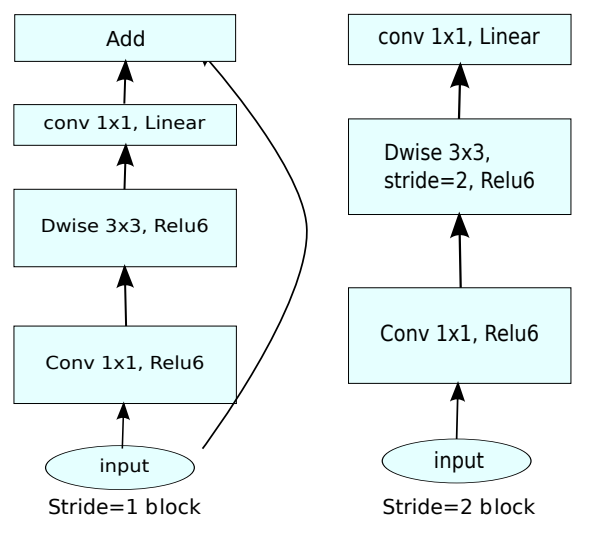 Add
conv 1x1, Linear
Dwise 3x3, Relu6
Conv 1x1, Relu6
input
Stride=1 block
conv 1x1, Linear
Dwise 3x3,
stride=2, Relu6
Conv 1x1, Relu6
input
Stride=2 block